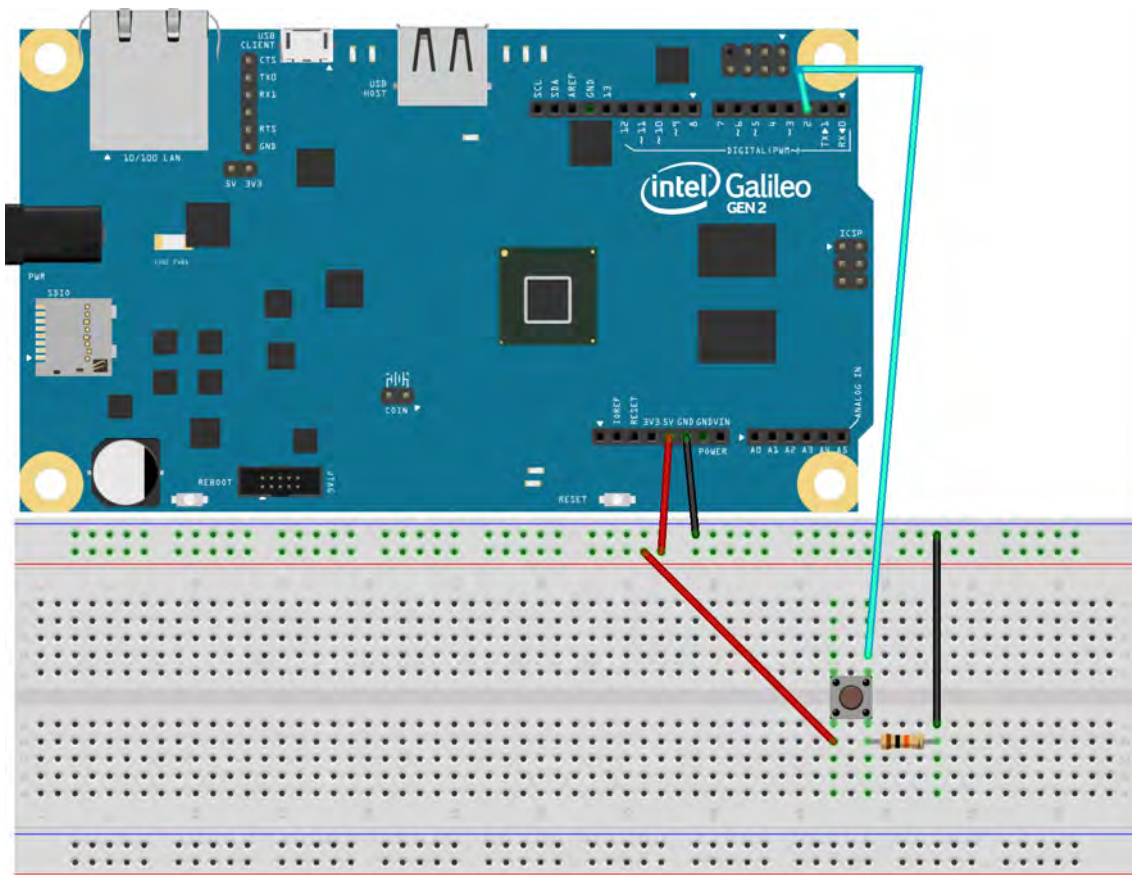 USB
CLIENT
CTS
TXO
RX1
RTS
GND
USB
HOST
10/100 LAN
5V 3V3
SCL
SDA
AREF
GND
13
12
~11
~10
~9
8
7
~6
~5
4
~3
2
TX►1
RX◄0
DIGITAL(PWM~)
intel Galileo
GEN 2
ICSP
PWR
SDIO
COIN
IOREF
RESET
3V3 5V GND GND VIN
POWER
A0 A1 A2 A3 A4 A5
ANALOG IN
REBOOT
JTAG
RESET